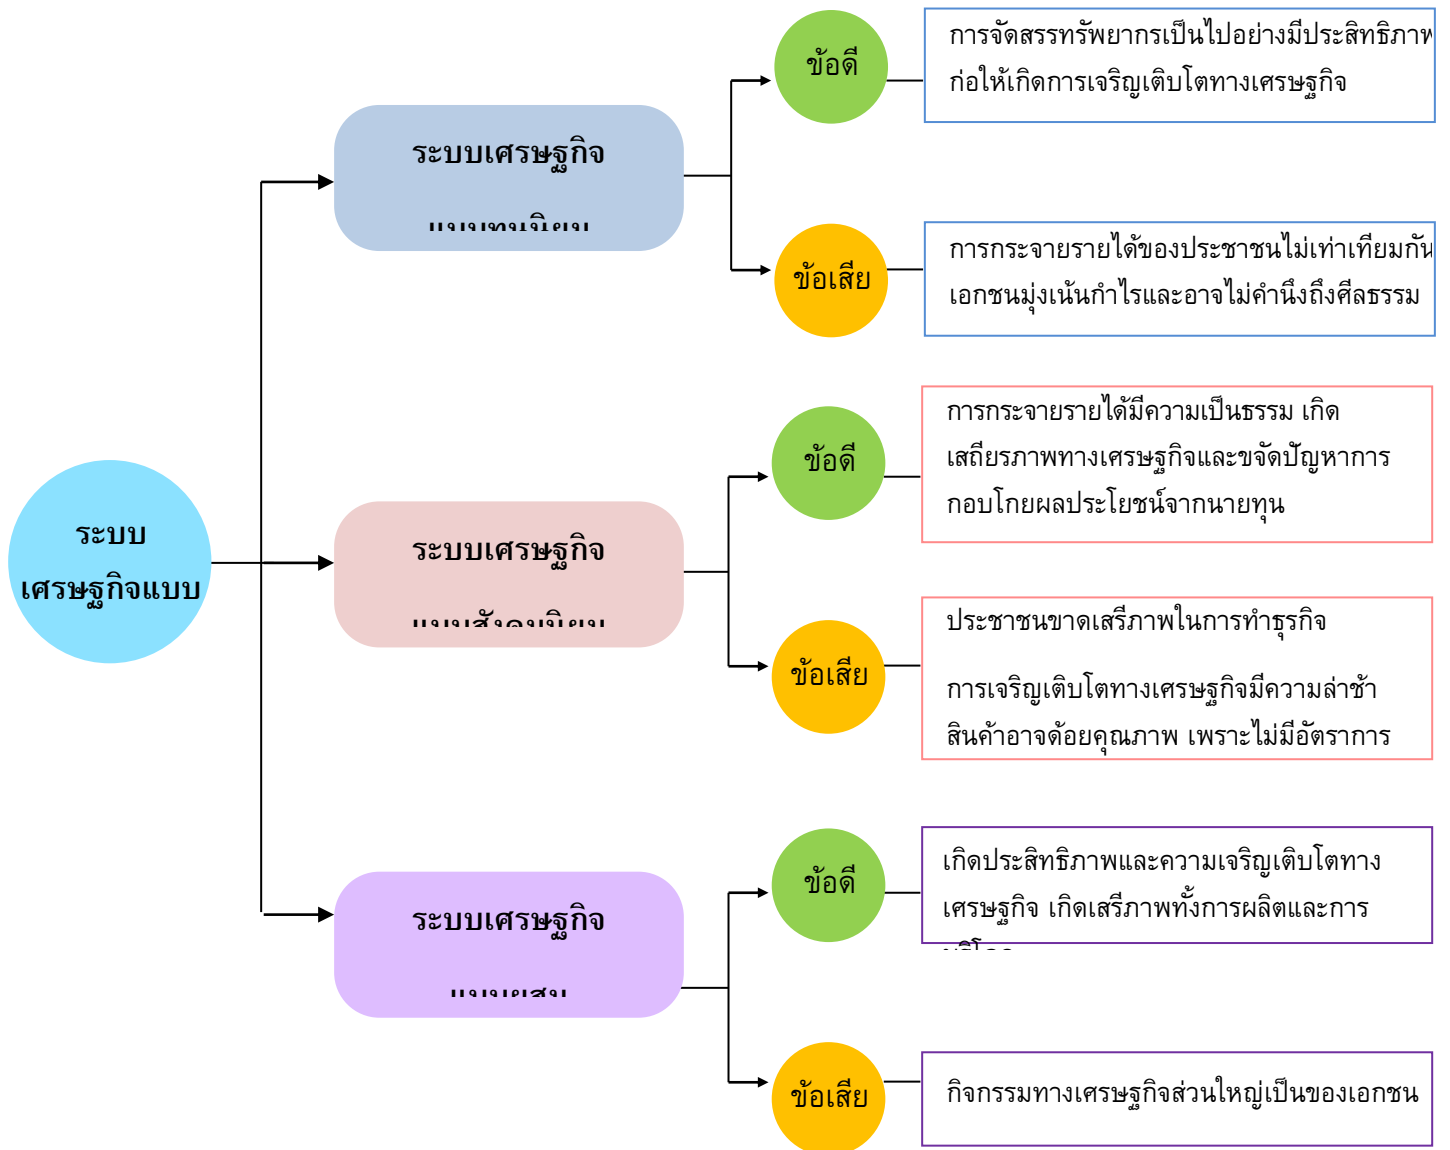 ระบบ
เศรษฐกิจแบบ
ระบบเศรษฐกิจ
แบบทุนนิยม
ข้อดี
การจัดสรรทรัพยากรเป็นไปอย่างมีประสิทธิภาพ
ก่อให้เกิดการเจริญเติบโตทางเศรษฐกิจ
ข้อเสีย
การกระจายรายได้ของประชาชนไม่เท่าเทียมกัน
เอกชนมุ่งเน้นกำไรและอาจไม่คำนึงถึงศีลธรรม
ระบบเศรษฐกิจ
แบบสังคมนิยม
ข้อดี
การกระจายรายได้มีความเป็นธรรม เกิด
เสถียรภาพทางเศรษฐกิจและขจัดปัญหาการ
กอบโกยผลประโยชน์จากนายทุน
ข้อเสีย
ประชาชนขาดเสรีภาพในการทำธุรกิจ
การเจริญเติบโตทางเศรษฐกิจมีความล่าช้า
สินค้าอาจด้อยคุณภาพ เพราะไม่มีอัตราการ
ระบบเศรษฐกิจ
แบบผสม
ข้อดี
เกิดประสิทธิภาพและความเจริญเติบโตทาง
เศรษฐกิจ เกิดเสรีภาพทั้งการผลิตและการ
ข้อเสีย
กิจกรรมทางเศรษฐกิจส่วนใหญ่เป็นของเอกชน